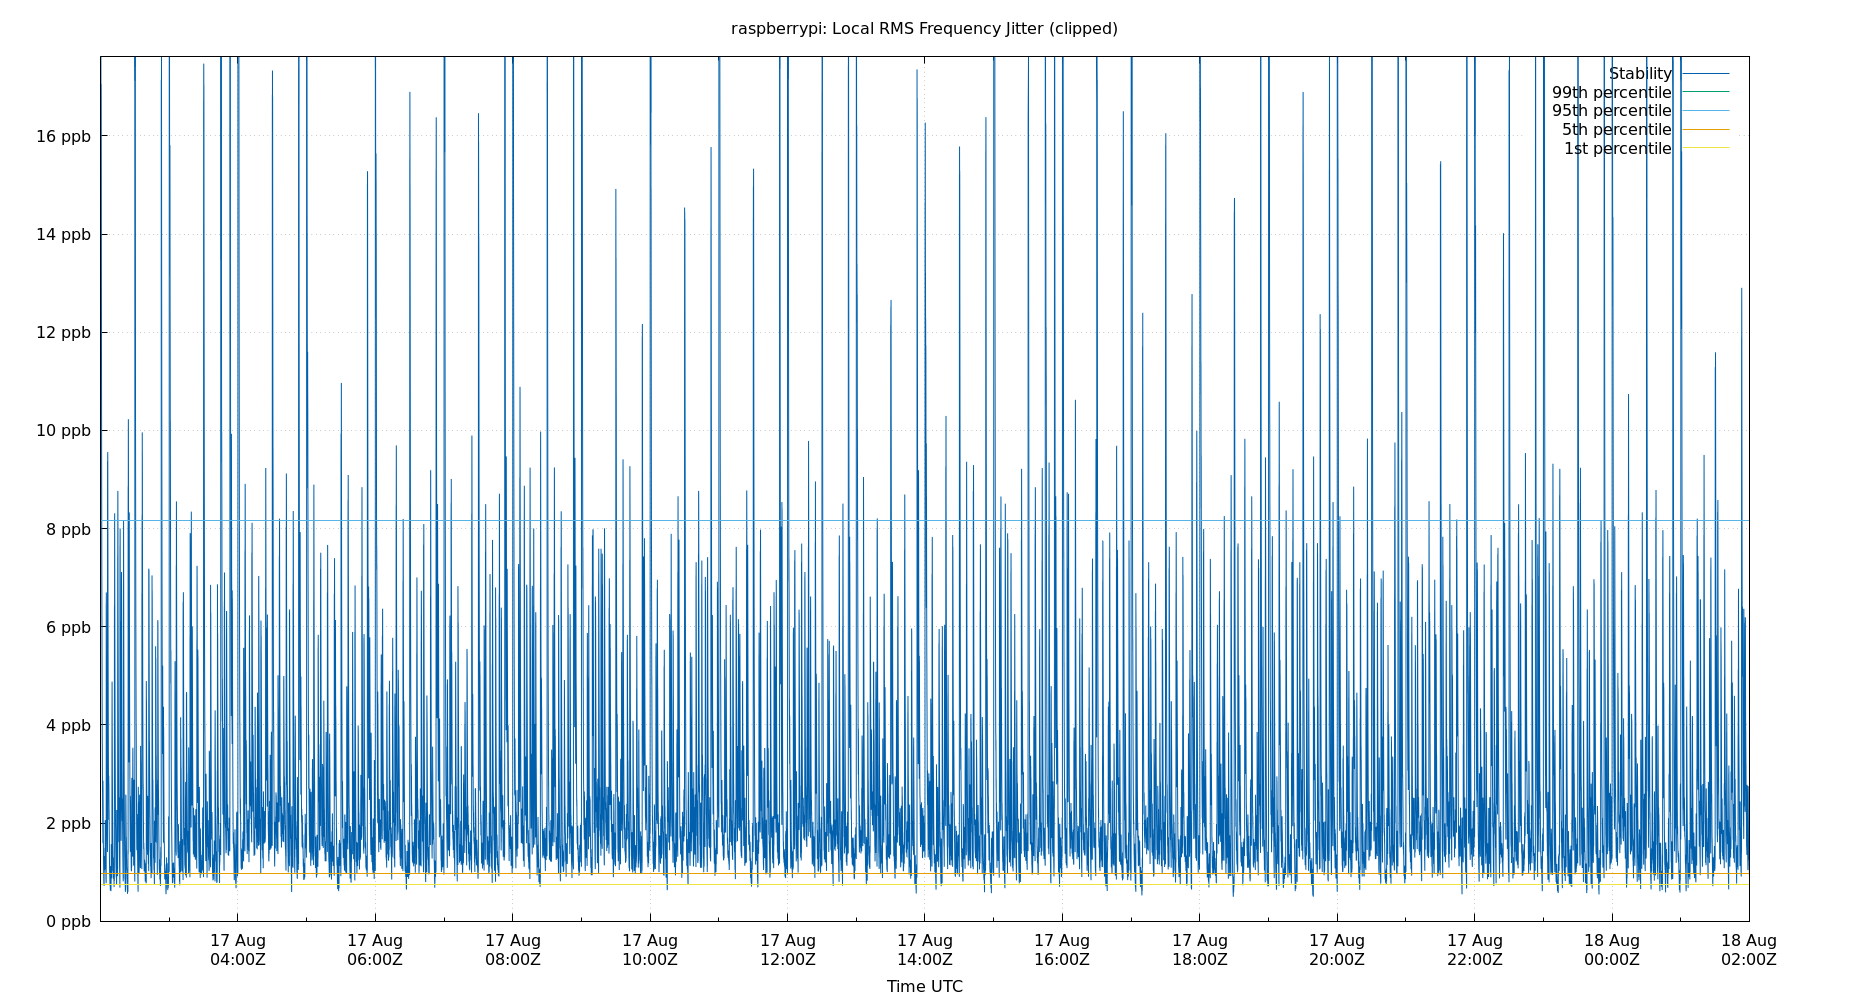 raspberrypi: Local RMS Frequency Jitter (clipped)
Stability
99th percentile
95th percentile
5th percentile
1st percentile
16 ppb
14 ppb
12 ppb
10 ppb
8 ppb
6 ppb
4 ppb
2 ppb
0 ppb
17 Aug 17 Aug 17 Aug 17 Aug 17 Aug 17 Aug 17 Aug 17 Aug 17 Aug 17 Aug 18 Aug 18 Aug
04:00Z 06:00Z 08:00Z 10:00Z 12:00Z 14:00Z 16:00Z 18:00Z 20:00Z 22:00Z 00:00Z 02:00Z
Time UTC